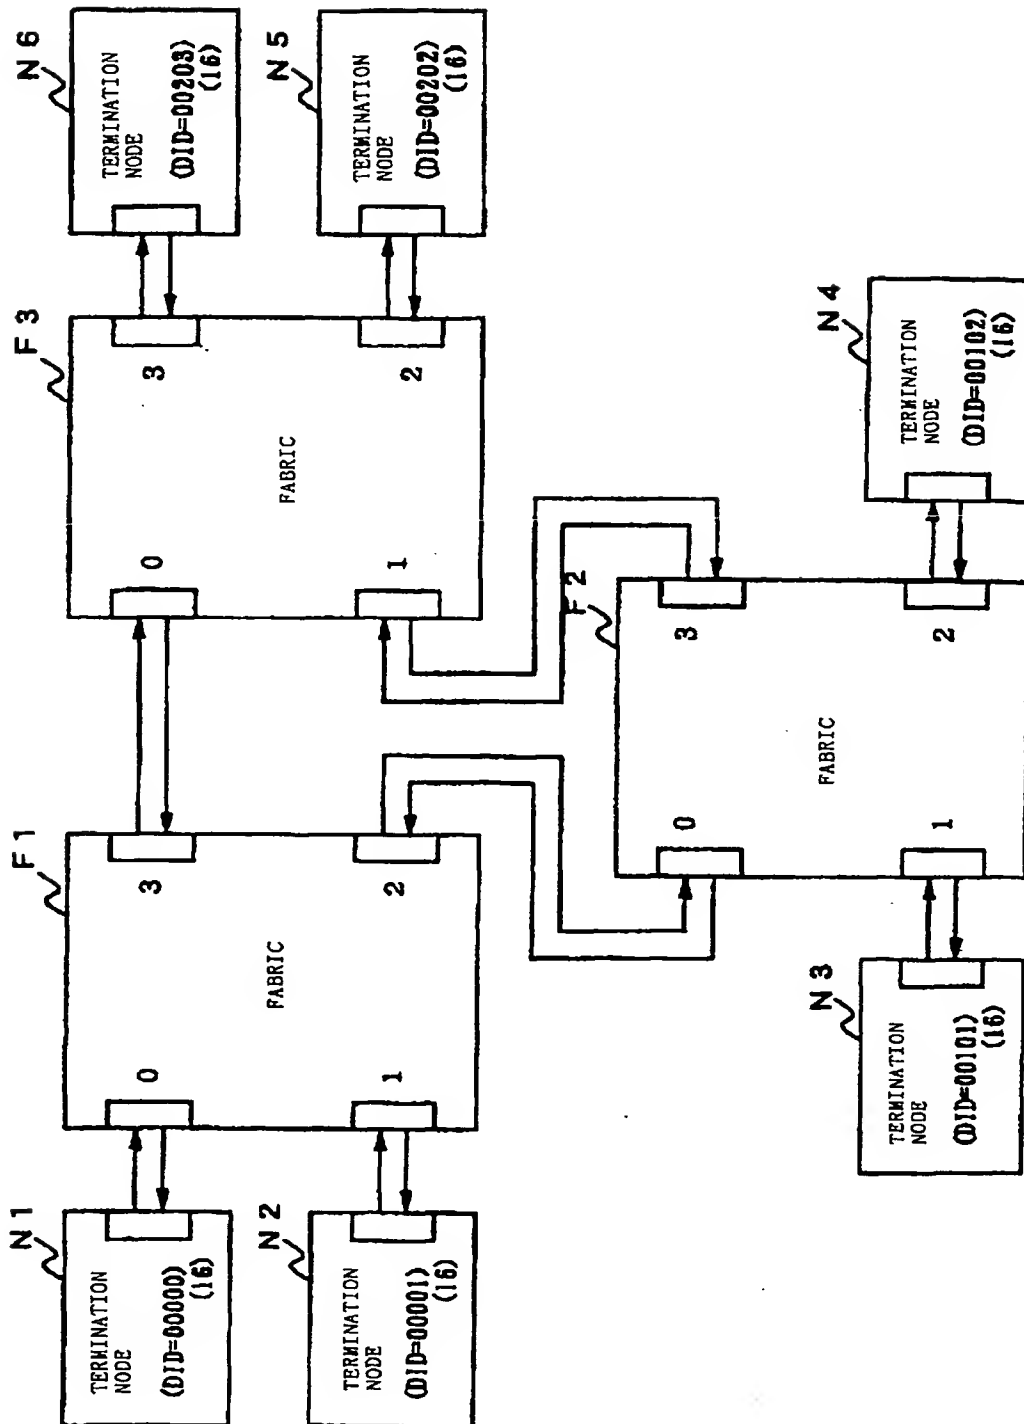 N 1
TERMINATION
NODE
(DID=00000)
(16)
F 1
0
3
FABRIC
1
2
F 3
0
3
FABRIC
1
2
N 6
TERMINATION
NODE
(DID=00203)
(16)
N 2
TERMINATION
NODE
(DID=00001)
(16)
N 5
TERMINATION
NODE
(DID=00202)
(16)
F 2
0
3
FABRIC
1
2
N 3
TERMINATION
NODE
(DID=00101)
(16)
N 4
TERMINATION
NODE
(DID=00102)
(16)